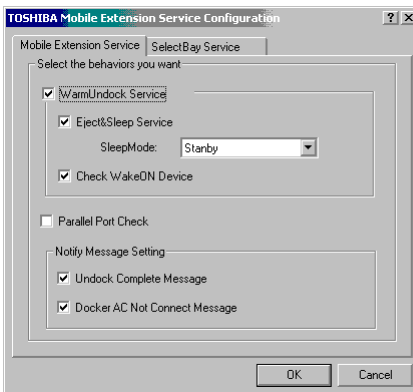 TOSHIBA Mobile Extension Service Configuration
Mobile Extension Service SelectBay Service
Select the behaviors you want
WarmUndock Service
Eject&Sleep Service
SleepMode: Stanby
Check WakeON Device
Parallel Port Check
Notify Message Setting
Undock Complete Message
Docker AC Not Connect Message
OK Cancel